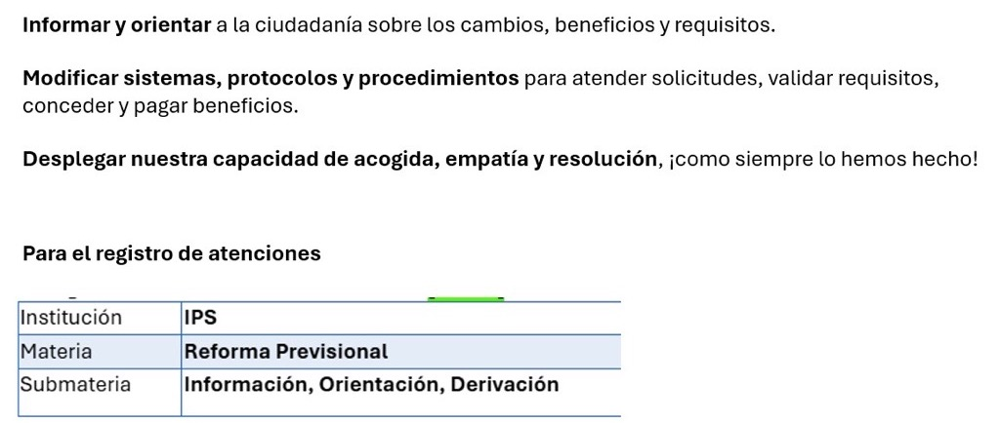 Informar y orientar a la ciudadanía sobre los cambios, beneficios y requisitos.
Modificar sistemas, protocolos y procedimientos para atender solicitudes, validar requisitos,
conceder y pagar beneficios.
Desplegar nuestra capacidad de acogida, empatía y resolución, ¡como siempre lo hemos hecho!
Para el registro de atenciones
Institución IPS
Materia Reforma Previsional
Submateria Información, Orientación, Derivación